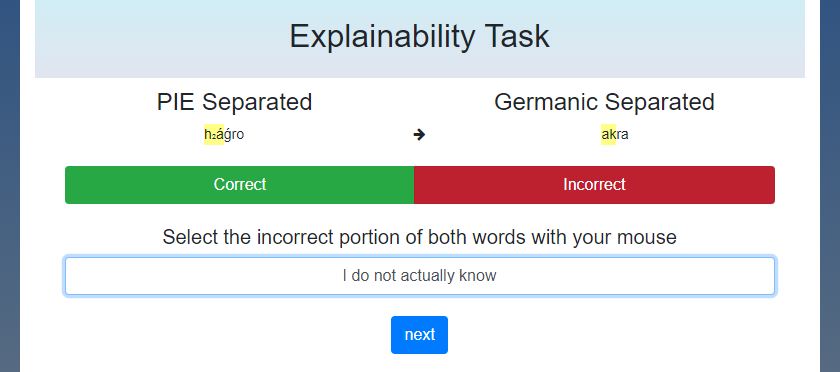 Explainability Task
PIE Separated
Germanic Separated
h₂áǵro → akra
Correct
Incorrect
Select the incorrect portion of both words with your mouse
I do not actually know
next